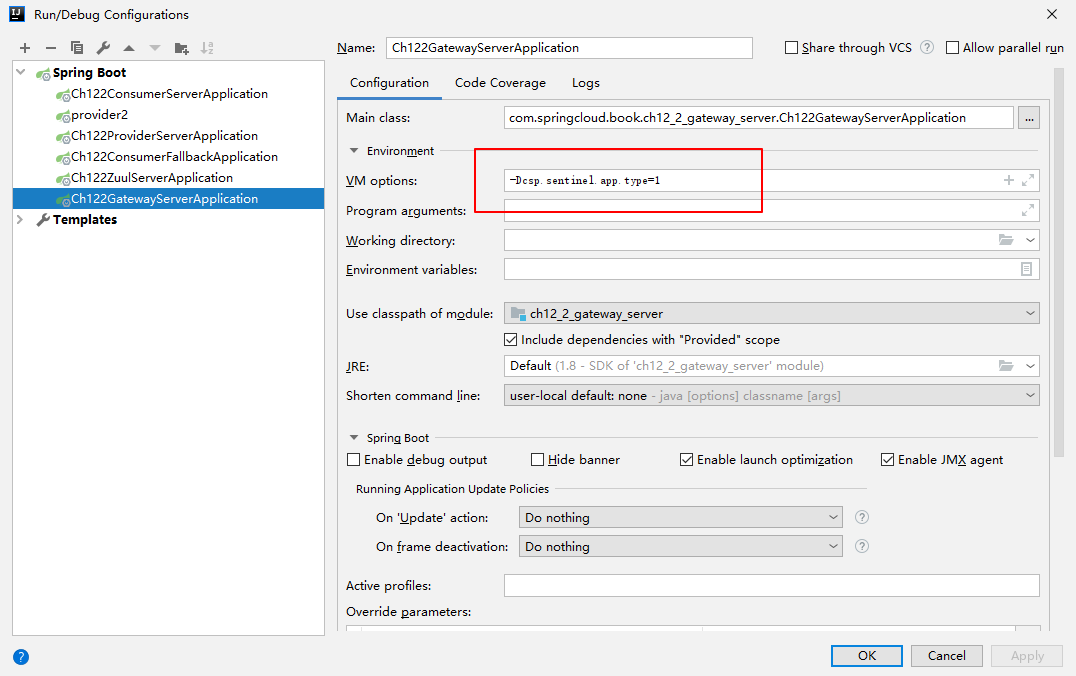 Run/Debug Configurations
Name: Ch122GatewayServerApplication Share through VCS ? Allow parallel run
Spring Boot
Ch122ConsumerServerApplication
provider2
Ch122ProviderServerApplication
Ch122ConsumerFallbackApplication
Ch122ZuulServerApplication
Ch122GatewayServerApplication
Templates
Configuration Code Coverage Logs
Main class: com.springcloud.book.ch12_2_gateway_server.Ch122GatewayServerApplication ...
Environment
VM options: -Dcsp.sentinel.app.type=1
Program arguments:
Working directory:
Environment variables:
Use classpath of module: ch12_2_gateway_server
Include dependencies with "Provided" scope
JRE: Default (1.8 - SDK of 'ch12_2_gateway_server' module)
Shorten command line: user-local default: none - java [options] classname [args]
Spring Boot
Enable debug output Hide banner Enable launch optimization Enable JMX agent
Running Application Update Policies
On 'Update' action: Do nothing ?
On frame deactivation: Do nothing ?
Active profiles:
Override parameters:
? OK Cancel Apply